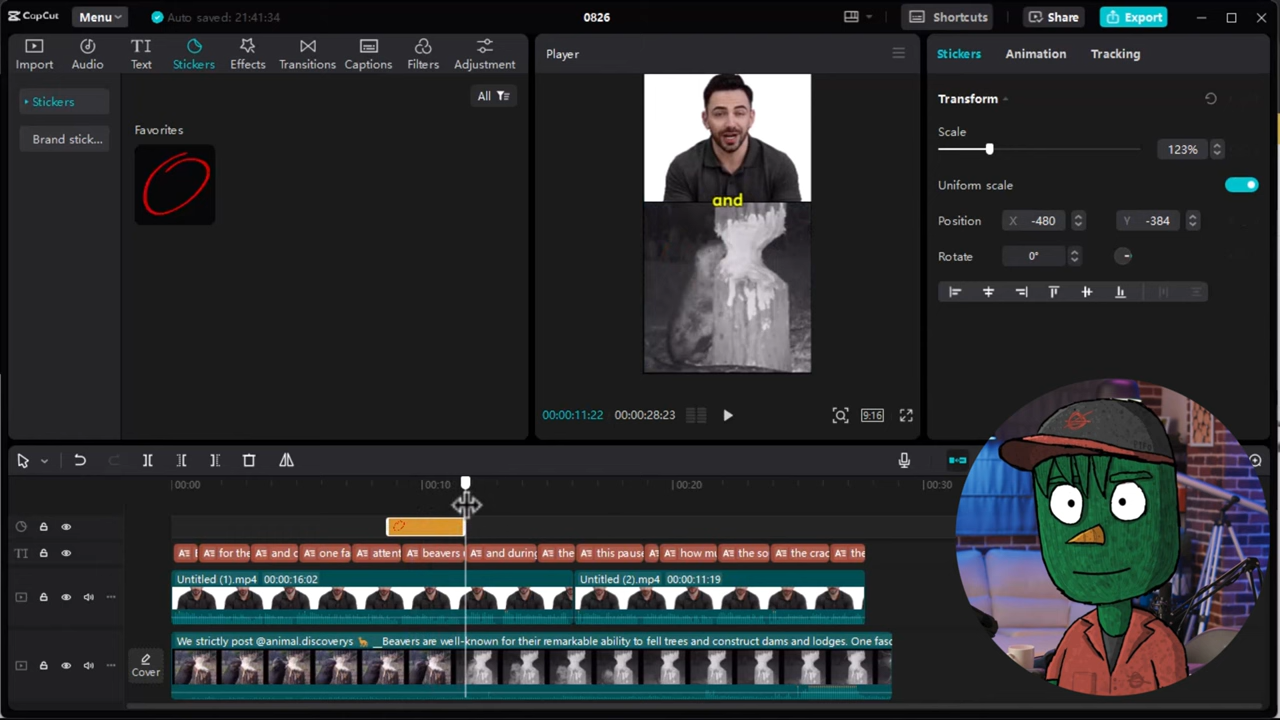 CapCut
Menu
Auto saved: 21:41:34
0826
Shortcuts
Share
Export
Import
Audio
Text
Stickers
Effects
Transitions
Captions
Filters
Adjustment
Stickers
Brand stick...
All
Favorites
Player
and
00:00:11:22
00:00:28:23
9:16
Stickers
Animation
Tracking
Transform
Scale
123%
Uniform scale
Position
X -480
Y -384
Rotate
0°
00:00
00:10
00:20
00:30
for the
and
one fa
attent
beavers
and during
the
this pause
how m
the so
the crac
the
Untitled (1).mp4 00:00:16:02
Untitled (2).mp4 00:00:11:19
We strictly post @animal.discoverys 🦒 __Beavers are well-known for their remarkable ability to fell trees and construct dams and lodges. One fasc
Cover